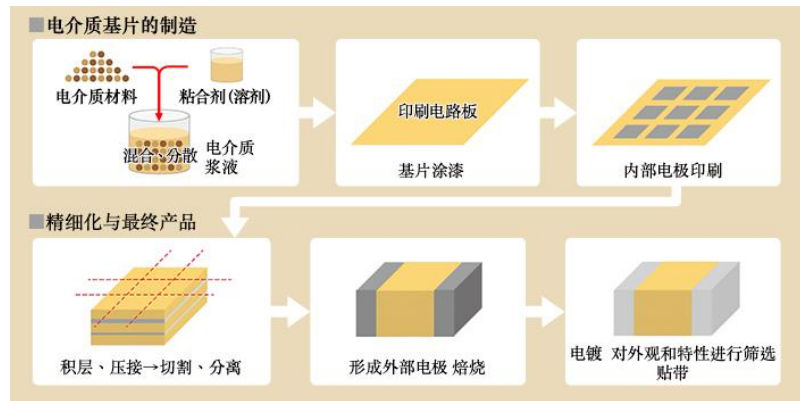 ■电介质基片的制造
电介质材料
粘合剂(溶剂)
混合、分散
电介质
浆液
印刷电路板
基片涂漆
内部电极印刷
■精细化与最终产品
积层、压接→切割、分离
形成外部电极 焙烧
电镀 对外观和特性进行筛选
贴带